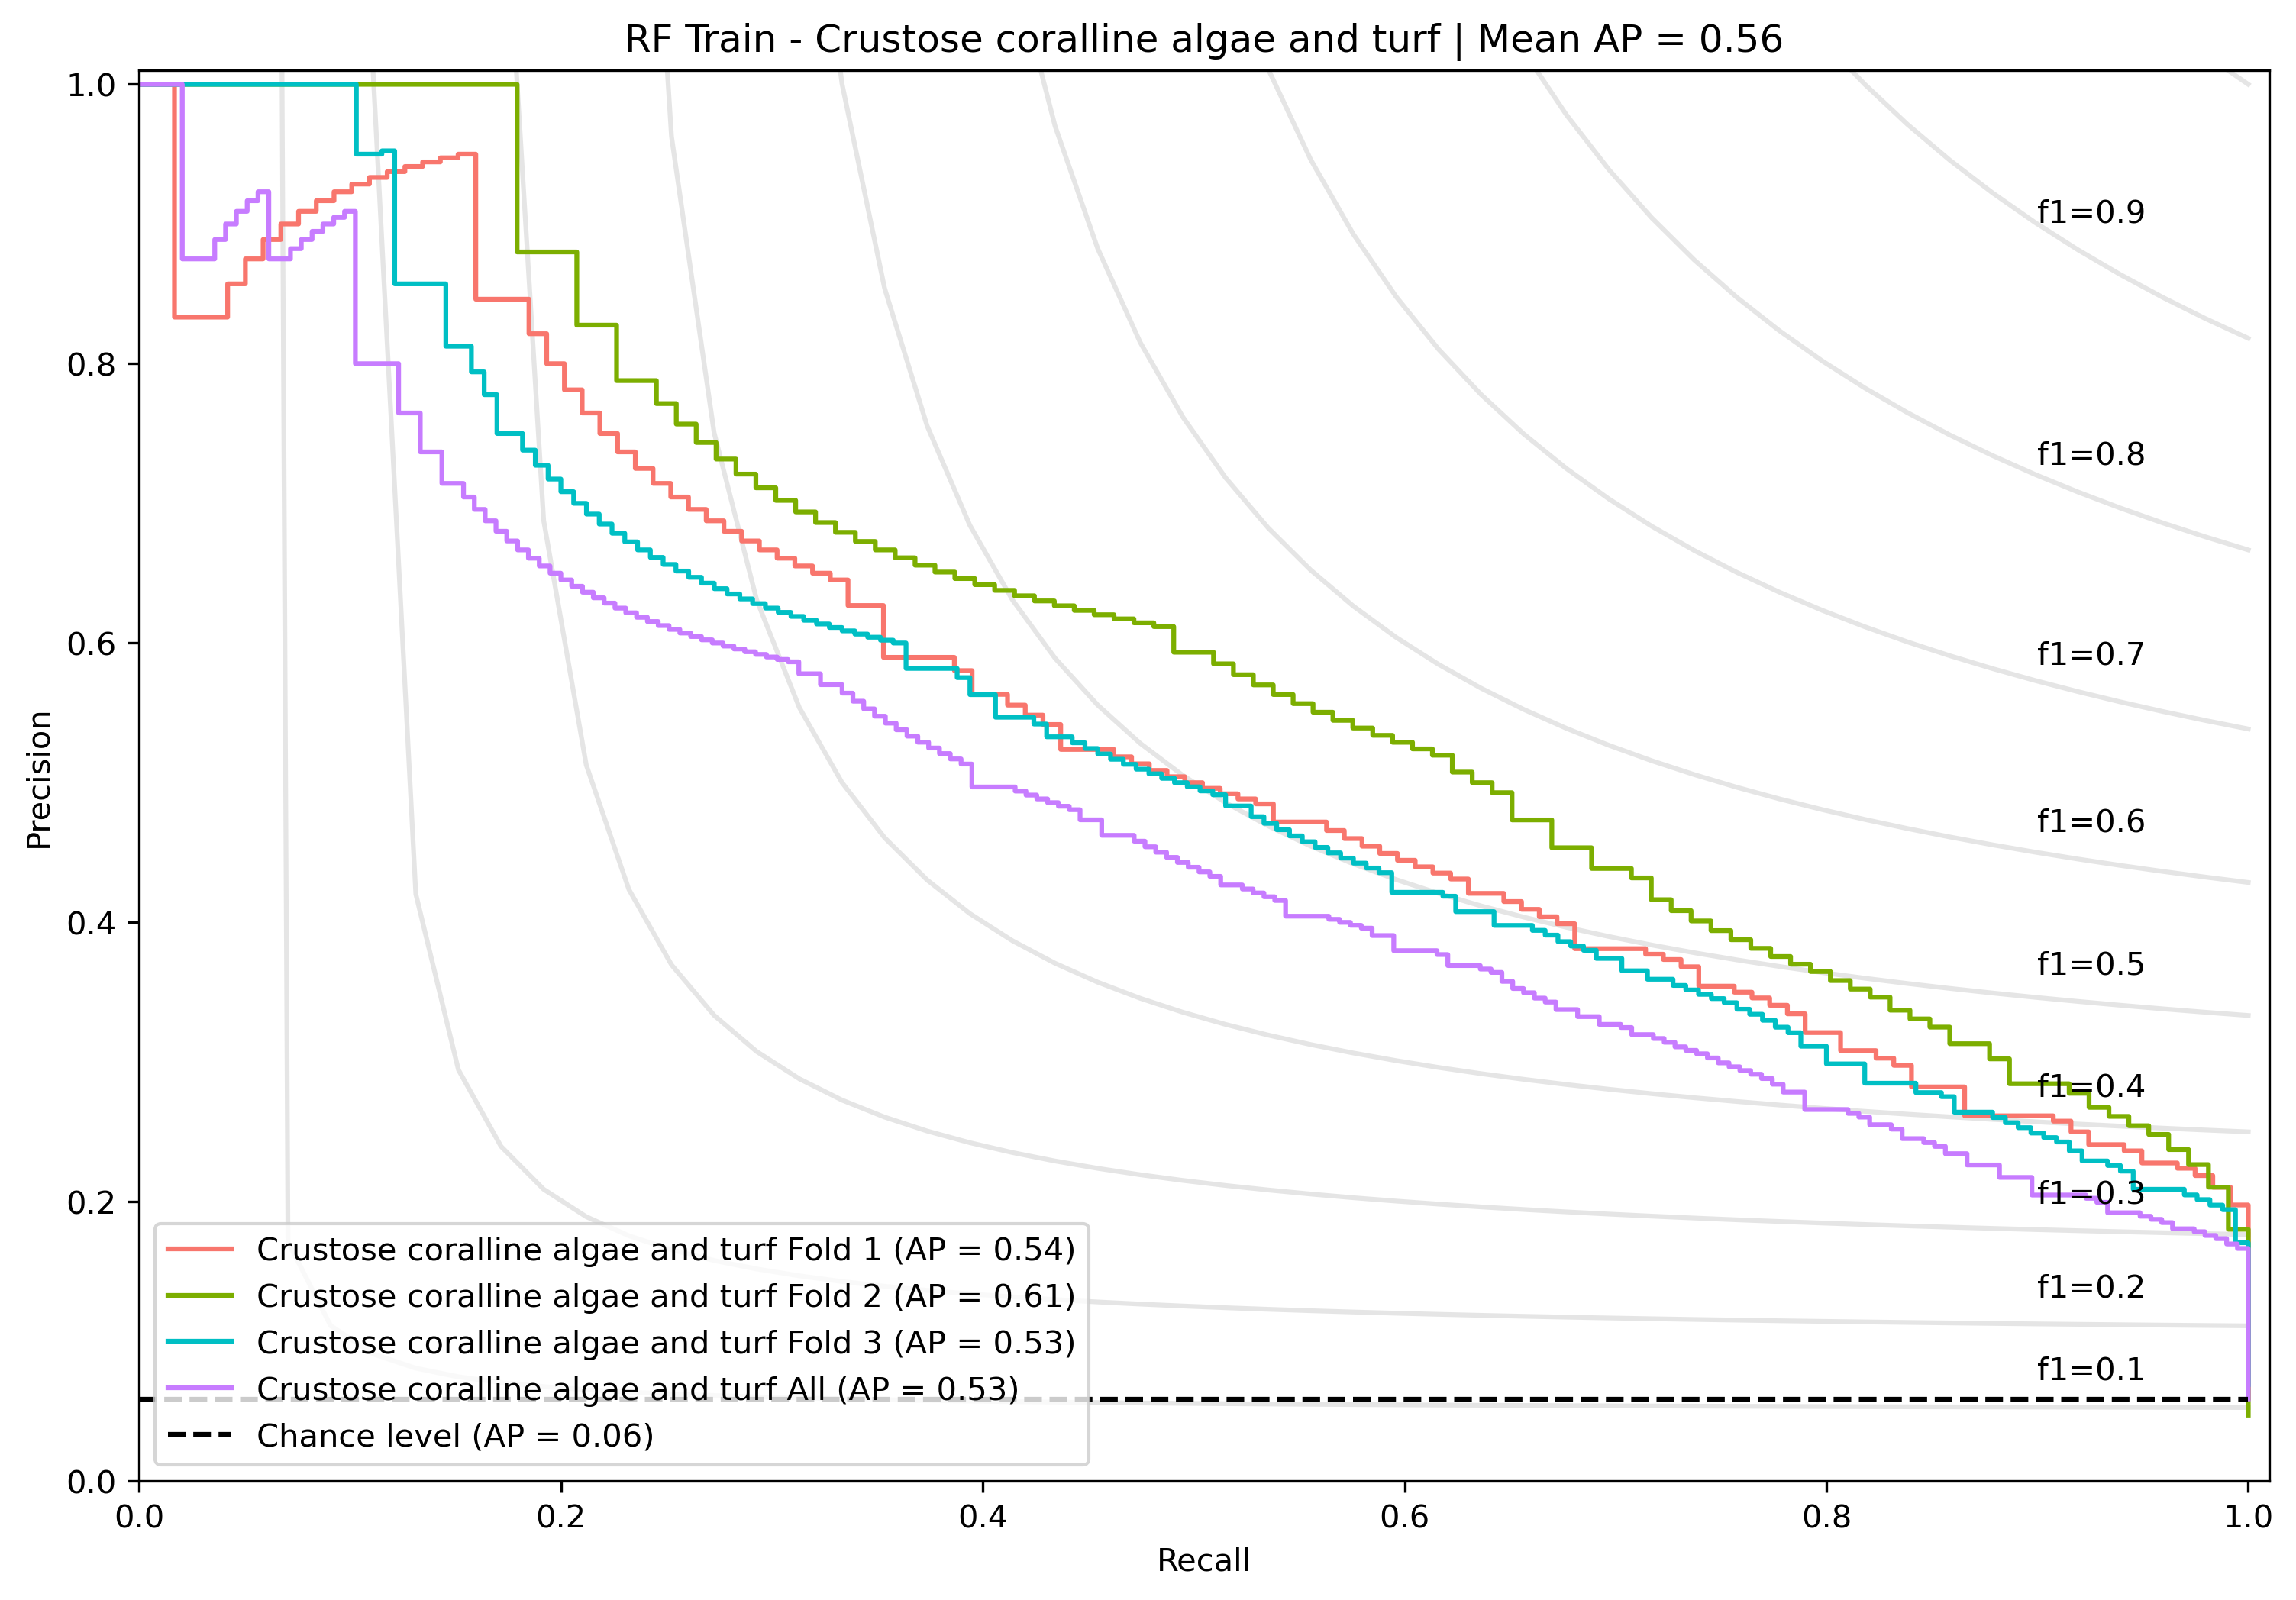 RF Train - Crustose coralline algae and turf | Mean AP = 0.56
1.0
0.8
0.6
0.4
0.2
0.0
Precision
f1=0.9
f1=0.8
f1=0.7
f1=0.6
f1=0.5
f1=0.4
f1=0.3
f1=0.2
f1=0.1
Crustose coralline algae and turf Fold 1 (AP = 0.54)
Crustose coralline algae and turf Fold 2 (AP = 0.61)
Crustose coralline algae and turf Fold 3 (AP = 0.53)
Crustose coralline algae and turf All (AP = 0.53)
Chance level (AP = 0.06)
0.0 0.2 0.4 0.6 0.8 1.0
Recall